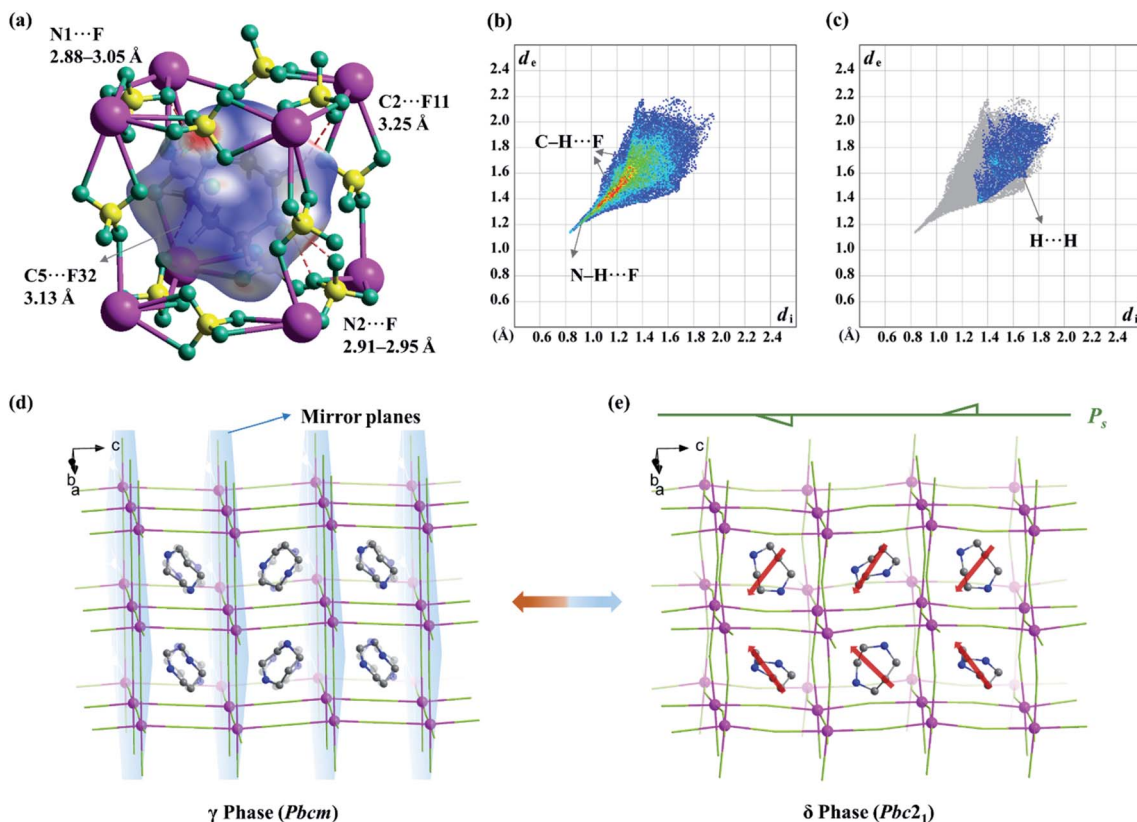 (a)
N1···F
2.88–3.05 Å
C2···F11
3.25 Å
C5···F32
3.13 Å
N2···F
2.91–2.95 Å
(b)
de
2.4
2.2
2.0
1.8
1.6
1.4
1.2
1.0
0.8
0.6
C–H···F
N–H···F
di
(Å) 0.6 0.8 1.0 1.2 1.4 1.6 1.8 2.0 2.2 2.4
(c)
de
2.4
2.2
2.0
1.8
1.6
1.4
1.2
1.0
0.8
0.6
H···H
di
(Å) 0.6 0.8 1.0 1.2 1.4 1.6 1.8 2.0 2.2 2.4
(d)
Mirror planes
c
b
a
γ Phase (Pbcm)
(e)
Ps
c
b
a
δ Phase (Pbc2₁)